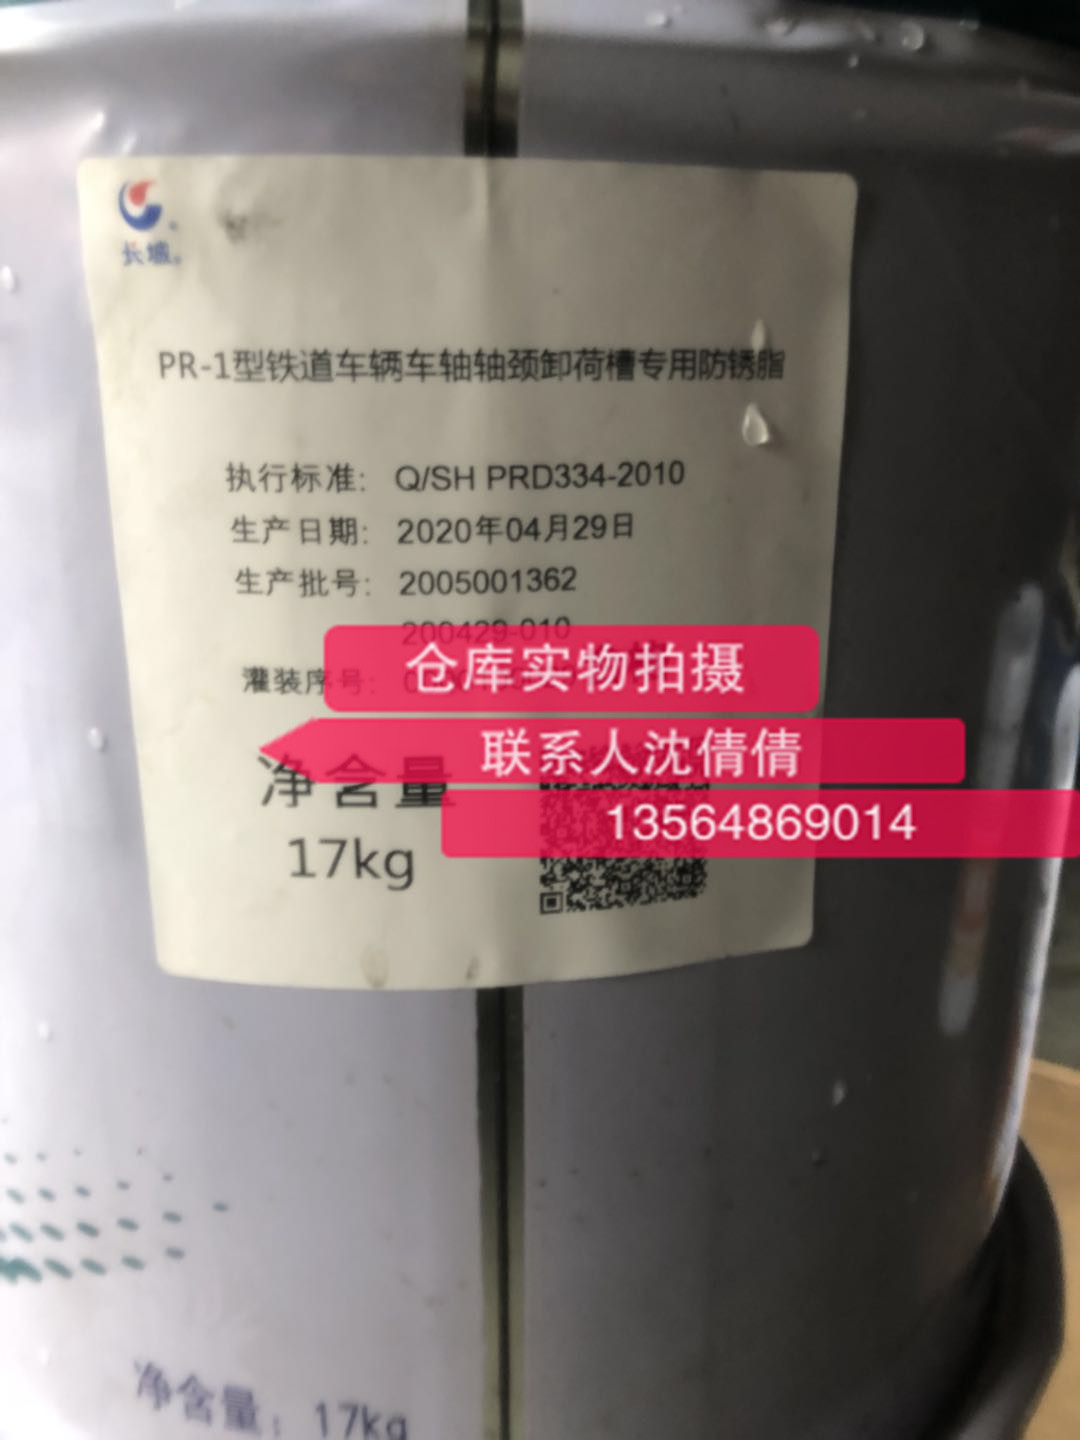 长城®
PR-1型铁道车辆车轴轴颈卸荷槽专用防锈脂
执行标准： Q/SH PRD334-2010
生产日期： 2020年04月29日
生产批号： 2005001362
200429-010
灌装序号：
仓库实物拍摄
联系人沈倩倩
净含量
13564869014
17kg
净含量：17kg